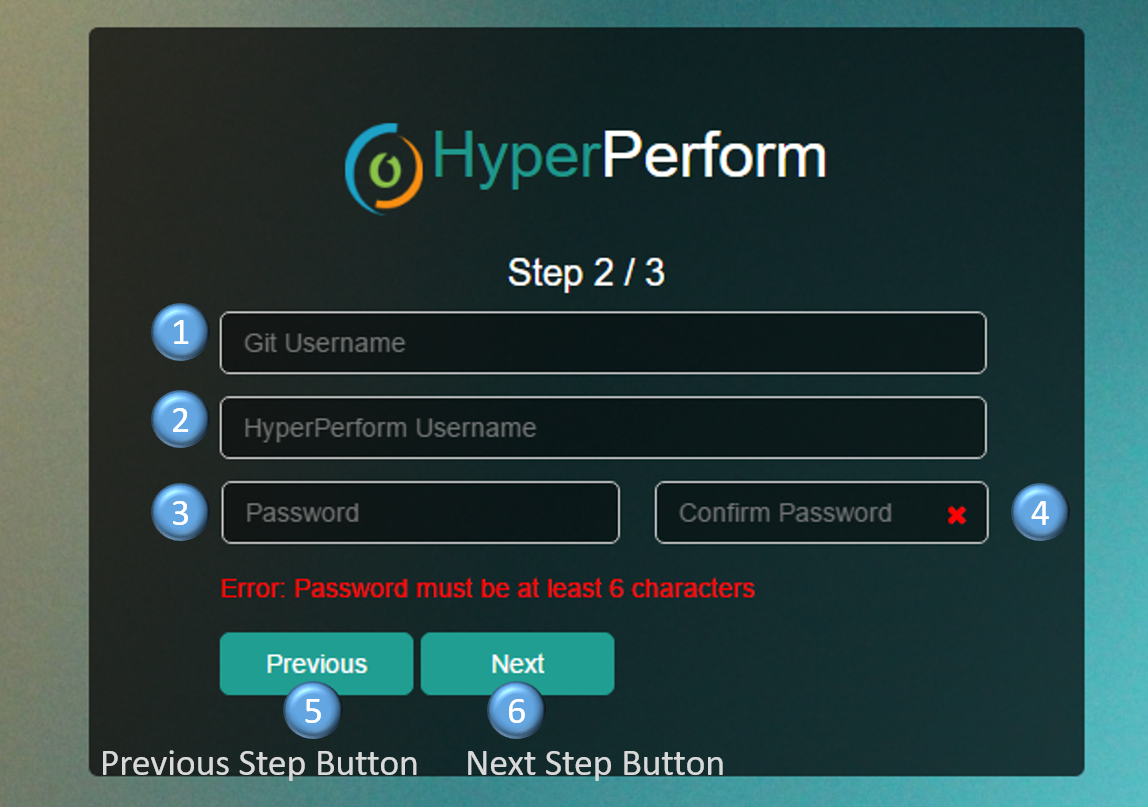 HyperPerform
Step 2 / 3
1
Git Username
2
HyperPerform Username
3
Password
Confirm Password
4
Error: Password must be at least 6 characters
Previous
Next
5
6
Previous Step Button
Next Step Button